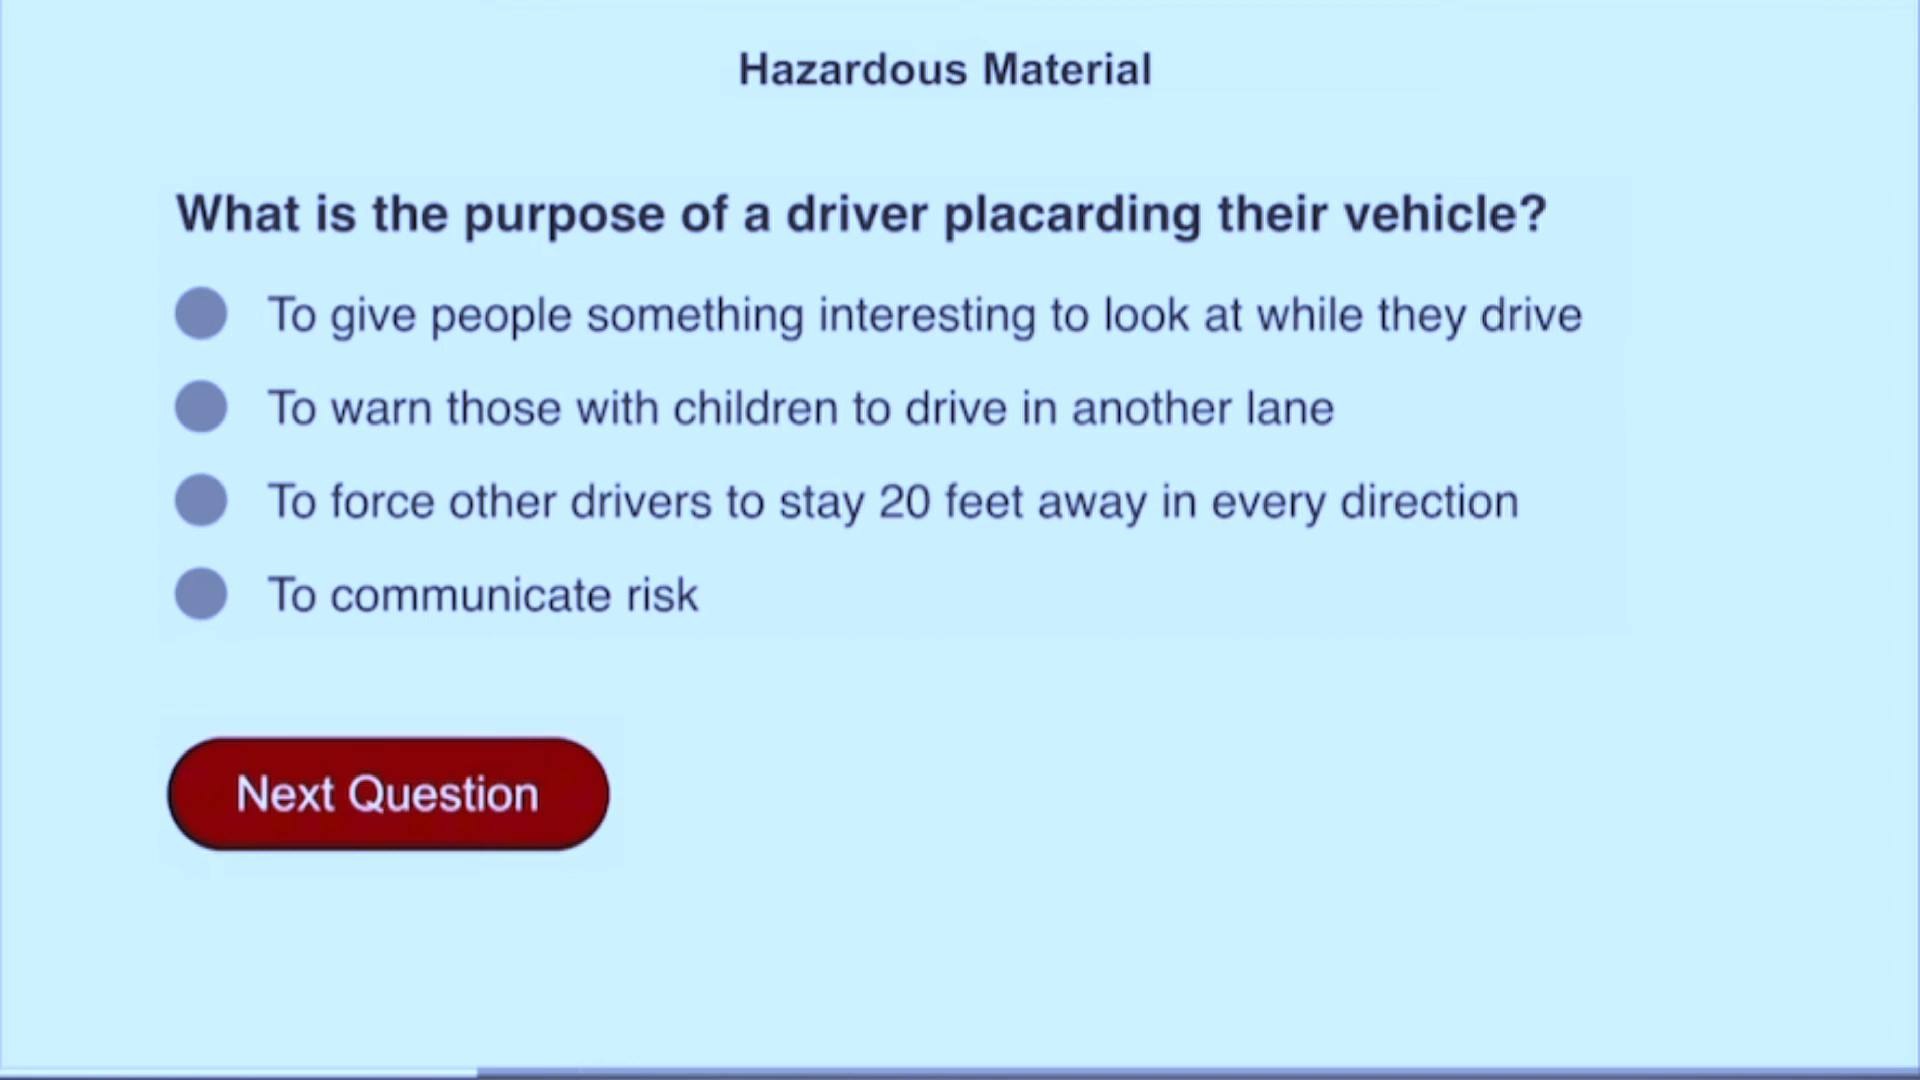 Hazardous Material
What is the purpose of a driver placarding their vehicle?
To give people something interesting to look at while they drive
To warn those with children to drive in another lane
To force other drivers to stay 20 feet away in every direction
To communicate risk
Next Question